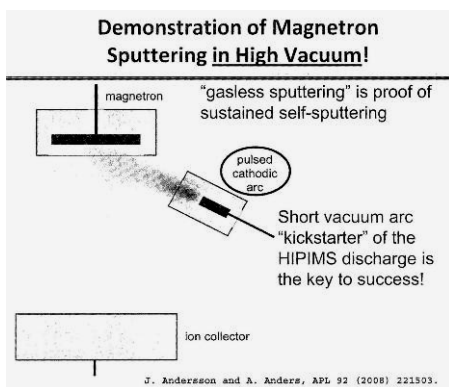 Demonstration of Magnetron
Sputtering in High Vacuum!
magnetron
"gasless sputtering" is proof of
sustained self-sputtering
pulsed
cathodic
arc
Short vacuum arc
"kickstarter" of the
HIPIMS discharge is
the key to success!
ion collector
J. Andersson and A. Anders, APL 92 (2008) 221503.